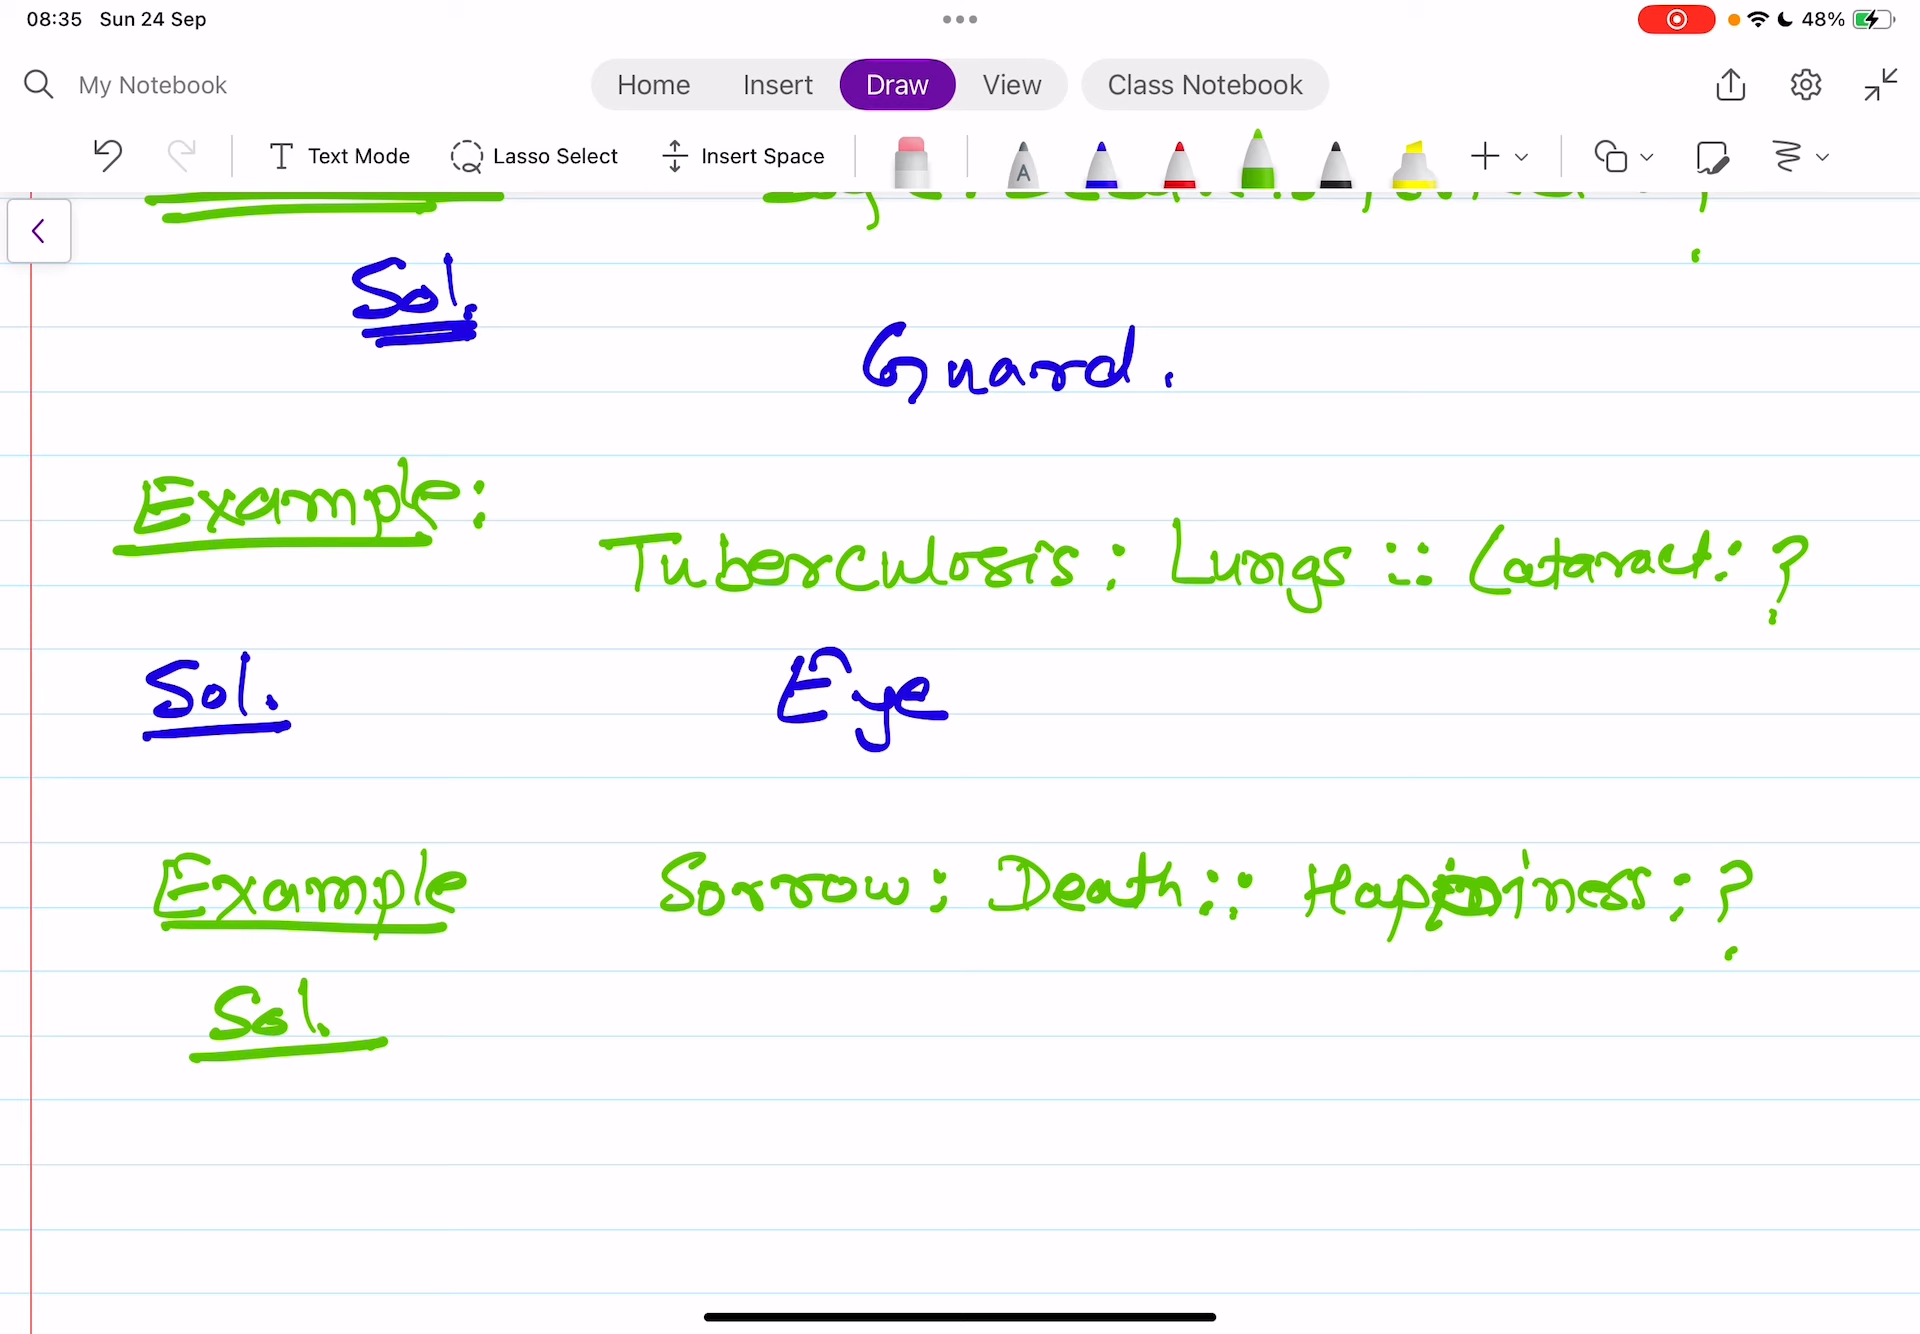 08:35 Sun 24 Sep
48%
My Notebook
Home Insert Draw View Class Notebook
Text Mode Lasso Select Insert Space
A
Sol.
Guard.
Example:
Tuberculosis : Lungs :: Cataract : ?
Sol. Eye
Example Sorrow : Death :: Happiness : ?
Sol.